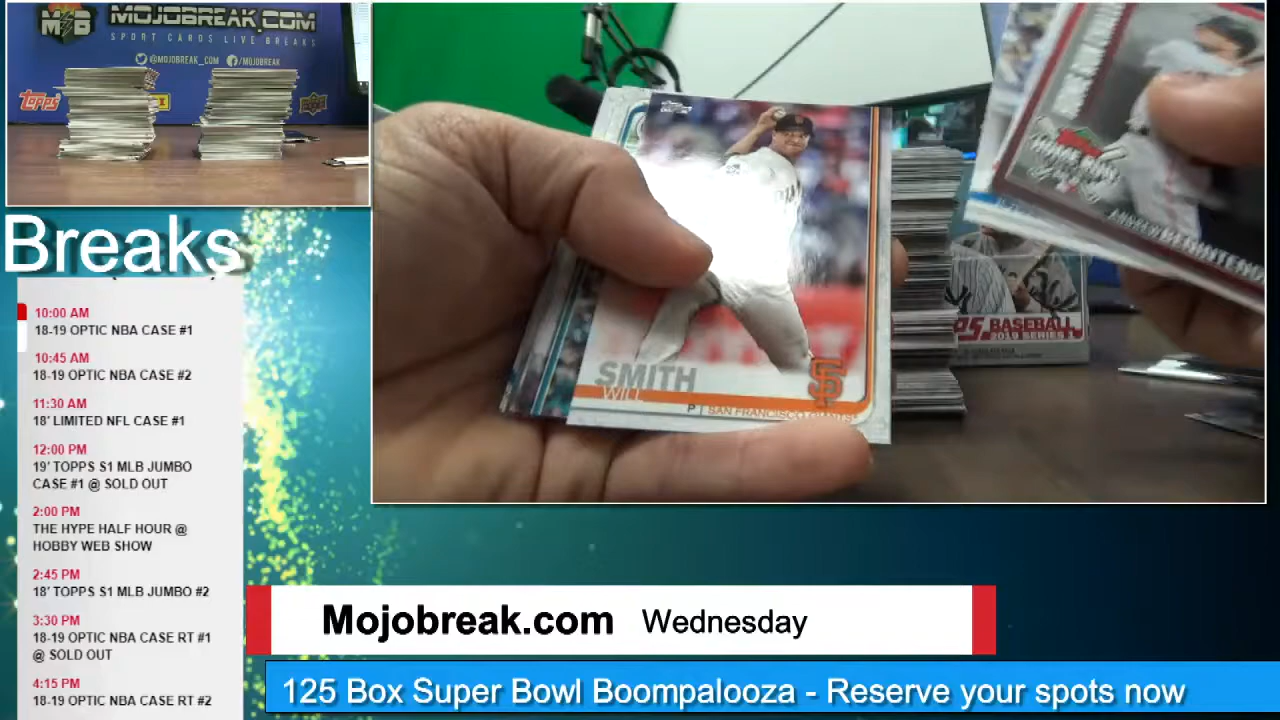 MOJOBREAK.COM
SPORT CARDS LIVE BREAKS
@MOJOBREAK_COM /MOJOBREAK
TOPPS
Breaks
10:00 AM
18-19 OPTIC NBA CASE #1
10:45 AM
18-19 OPTIC NBA CASE #2
11:30 AM
18' LIMITED NFL CASE #1
12:00 PM
19' TOPPS S1 MLB JUMBO
CASE #1 @ SOLD OUT
2:00 PM
THE HYPE HALF HOUR @
HOBBY WEB SHOW
2:45 PM
18' TOPPS S1 MLB JUMBO #2
3:30 PM
18-19 OPTIC NBA CASE RT #1
@ SOLD OUT
4:15 PM
18-19 OPTIC NBA CASE RT #2
SMITH
WILL
P | SAN FRANCISCO GIANTS
SF
BASEBALL
2019 SERIES
Mojobreak.com Wednesday
125 Box Super Bowl Boompalooza - Reserve your spots now